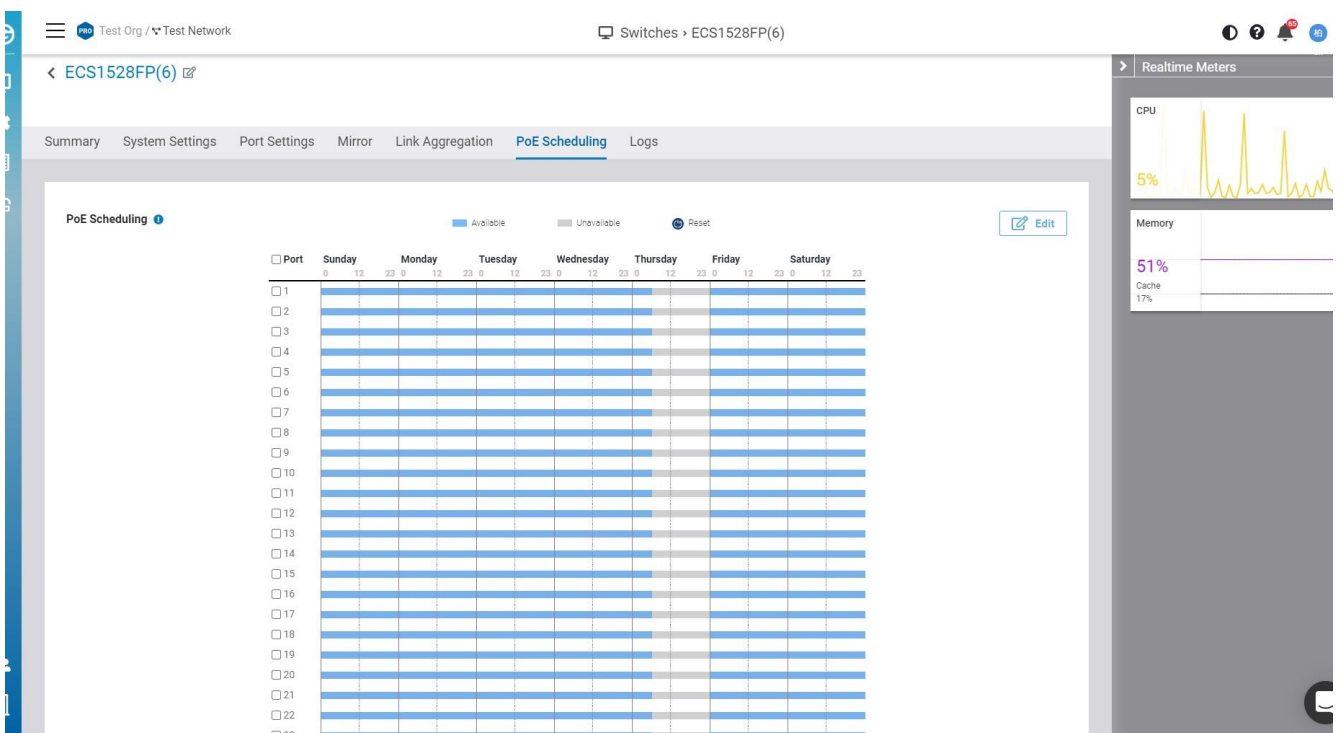 PRO Test Org / Test Network
Switches › ECS1528FP(6)
65
柏
ECS1528FP(6)
Summary System Settings Port Settings Mirror Link Aggregation PoE Scheduling Logs
PoE Scheduling
Available Unavailable Reset
Edit
Port Sunday Monday Tuesday Wednesday Thursday Friday Saturday
0 12 23 0 12 23 0 12 23 0 12 23 0 12 23 0 12 23 0 12 23
1
2
3
4
5
6
7
8
9
10
11
12
13
14
15
16
17
18
19
20
21
22
Realtime Meters
CPU
5%
Memory
51%
Cache
17%